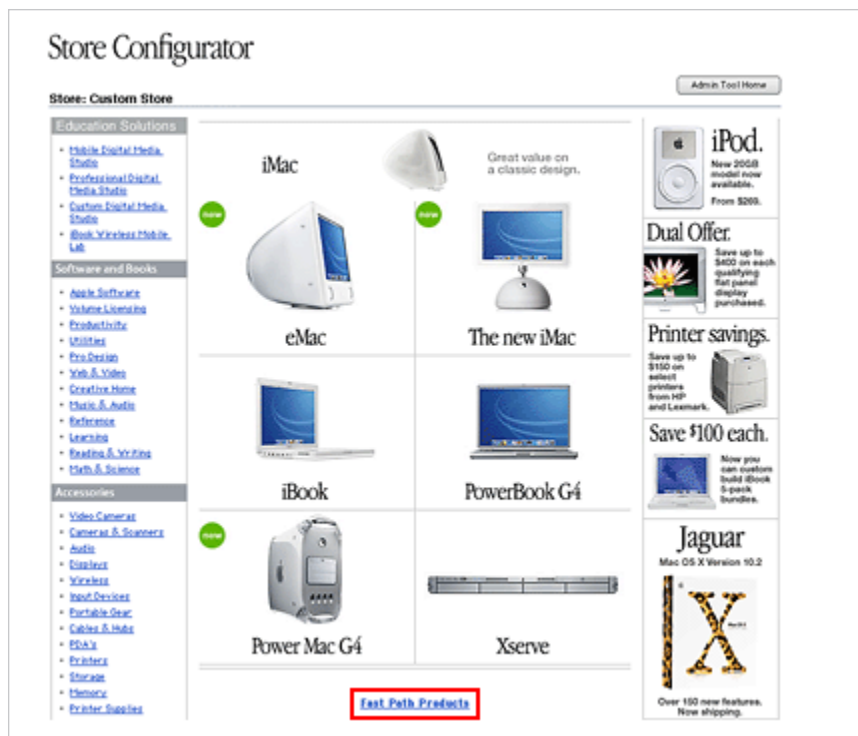 Store Configurator
Admin Tool Home
Store: Custom Store
Education Solutions
Mobile Digital Media
Studio
Professional Digital
Media Studio
Custom Digital Media
Studio
iBook Wireless Mobile
Lab
Software and Books
Apple Software
Volume Licensing
Productivity
Utilities
Pro Design
Web & Video
Creative Home
Music & Audio
Reference
Learning
Reading & Writing
Math & Science
Accessories
Video Cameras
Cameras & Scanners
Audio
Displays
Wireless
Input Devices
Portable Gear
Cables & Hubs
PDA's
Printers
Storage
Memory
Printer Supplies
iMac
Great value on
a classic design.
new
eMac
new
The new iMac
iBook
PowerBook G4
new
Power Mac G4
Xserve
Fast Path Products
iPod.
New 20GB
model now
available.
From $269.
Dual Offer.
Save up to
$400 on each
qualifying
flat panel
display
purchased.
Printer savings.
Save up to
$150 on
select
printers
from HP
and Lexmark.
Save $100 each.
Now you
can custom
build iBook
5-pack
bundles.
Jaguar
Mac OS X Version 10.2
X
Over 150 new features.
Now shipping.